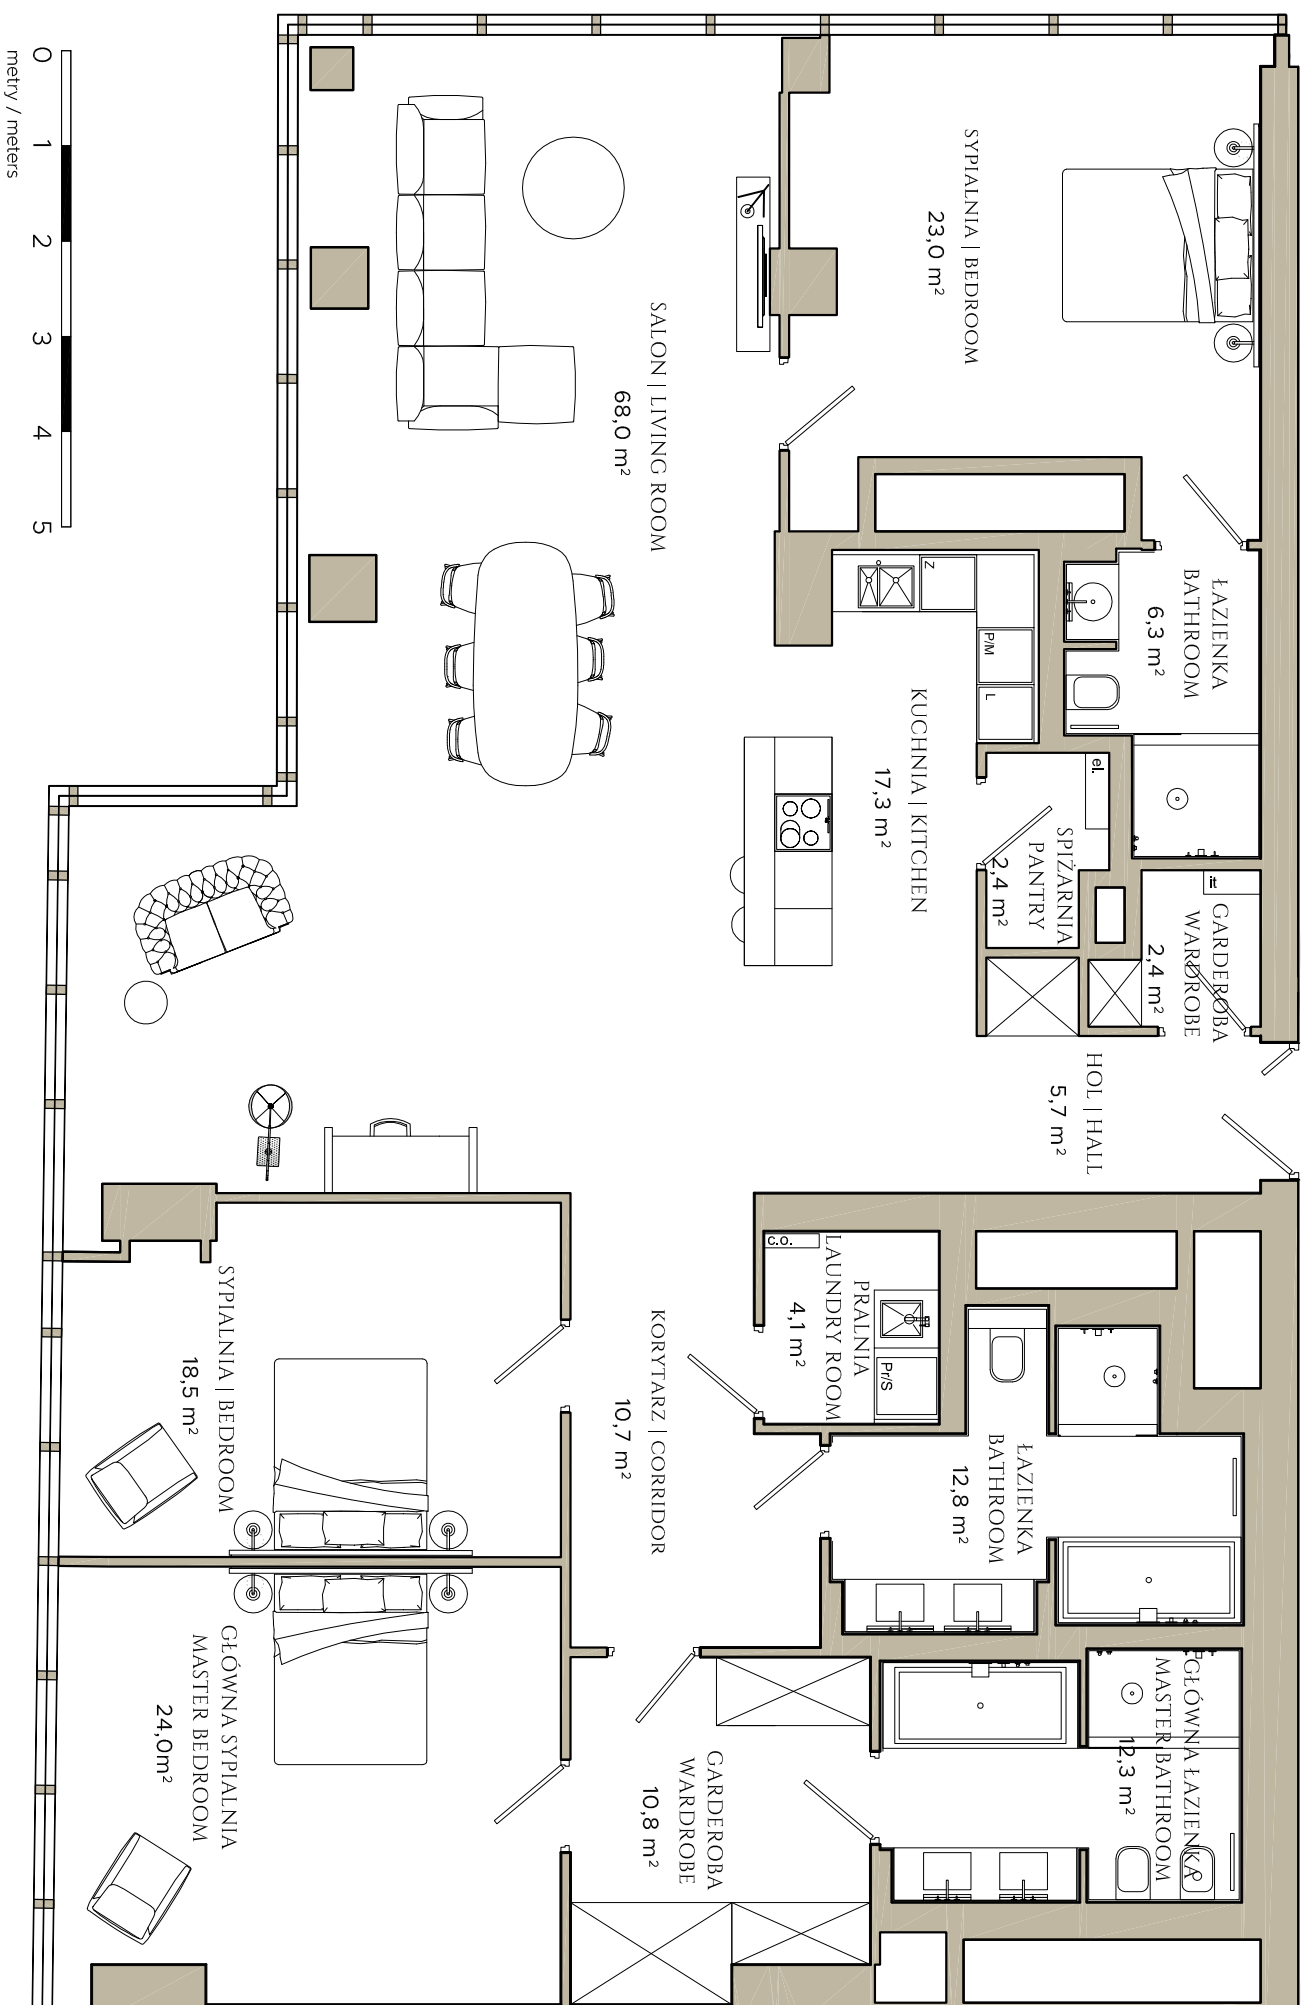 SYPIALNIA | BEDROOM
23,0 m²
ŁAZIENKA
BATHROOM
6,3 m²
GARDEROBA
WARDROBE
2,4 m²
it
el.
SPIŻARNIA
PANTRY
2,4 m²
Z
P/M
L
KUCHNIA | KITCHEN
17,3 m²
SALON | LIVING ROOM
68,0 m²
HOL | HALL
5,7 m²
c.o.
PRALNIA
LAUNDRY ROOM
4,1 m²
Pr/S
ŁAZIENKA
BATHROOM
12,8 m²
GŁÓWNA ŁAZIENKA
MASTER BATHROOM
12,3 m²
KORYTARZ | CORRIDOR
10,7 m²
GARDEROBA
WARDROBE
10,8 m²
SYPIALNIA | BEDROOM
18,5 m²
GŁÓWNA SYPIALNIA
MASTER BEDROOM
24,0m²
0 1 2 3 4 5
metry / meters